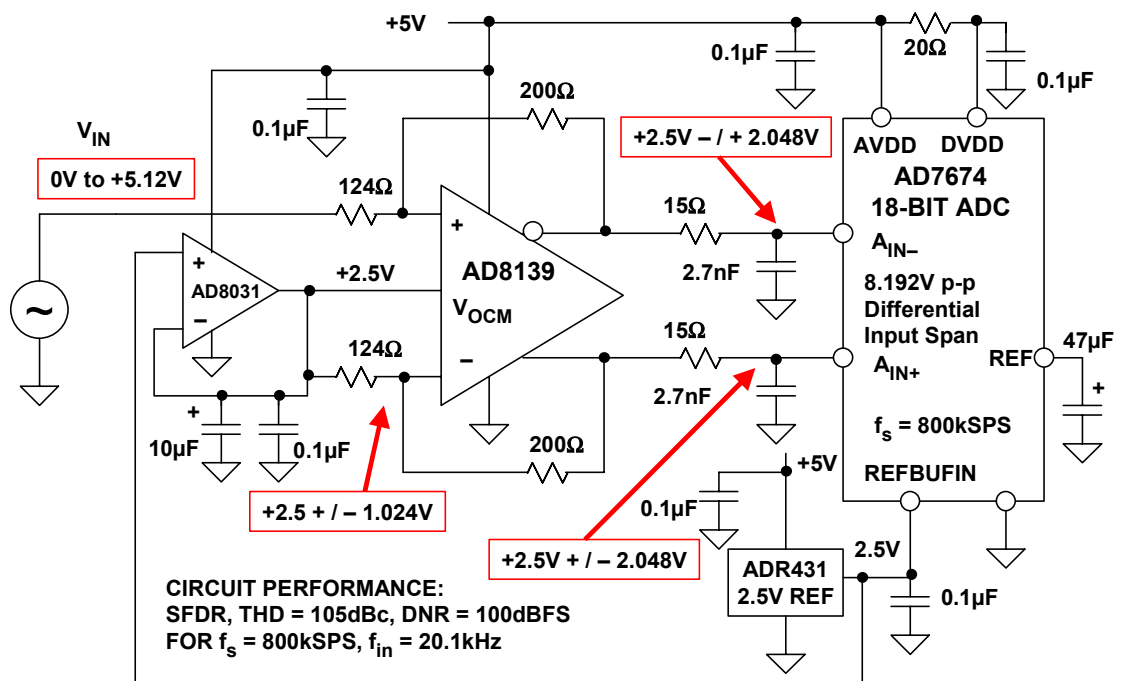 +5V
20Ω
0.1µF
0.1µF
200Ω
0.1µF
V_IN
0V to +5.12V
+2.5V – / + 2.048V
AVDD DVDD
AD7674
18-BIT ADC
124Ω
15Ω
+
A_IN–
AD8139
2.7nF
+
AD8031
+2.5V
~
8.192V p-p
Differential
Input Span
V_OCM
–
15Ω
124Ω
–
REF
47µF
A_IN+
+
2.7nF
+
10µF
0.1µF
f_s = 800kSPS
200Ω
+5V
REFBUFIN
+2.5 + / – 1.024V
0.1µF
+2.5V + / – 2.048V
2.5V
ADR431
2.5V REF
0.1µF
CIRCUIT PERFORMANCE:
SFDR, THD = 105dBc, DNR = 100dBFS
FOR f_s = 800kSPS, f_in = 20.1kHz